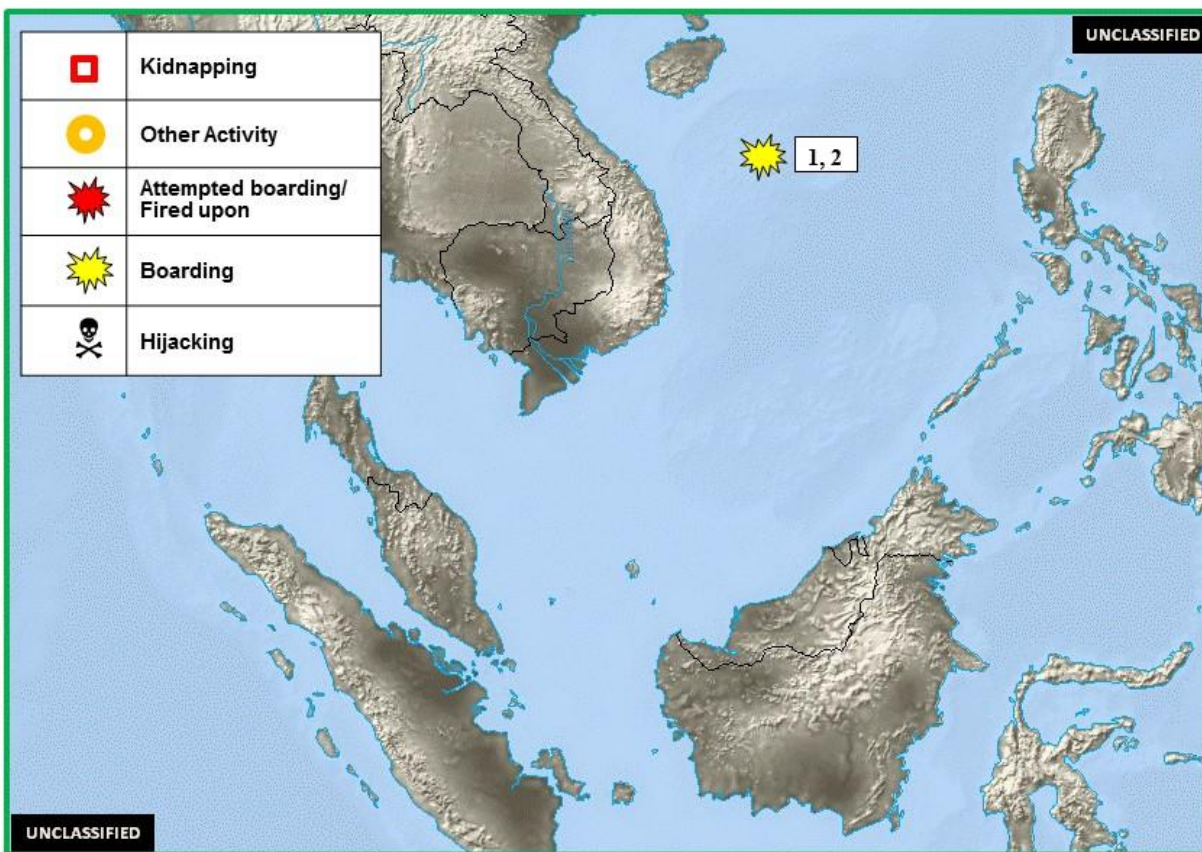 UNCLASSIFIED
Kidnapping
Other Activity
Attempted boarding/
Fired upon
Boarding
Hijacking
1, 2
UNCLASSIFIED